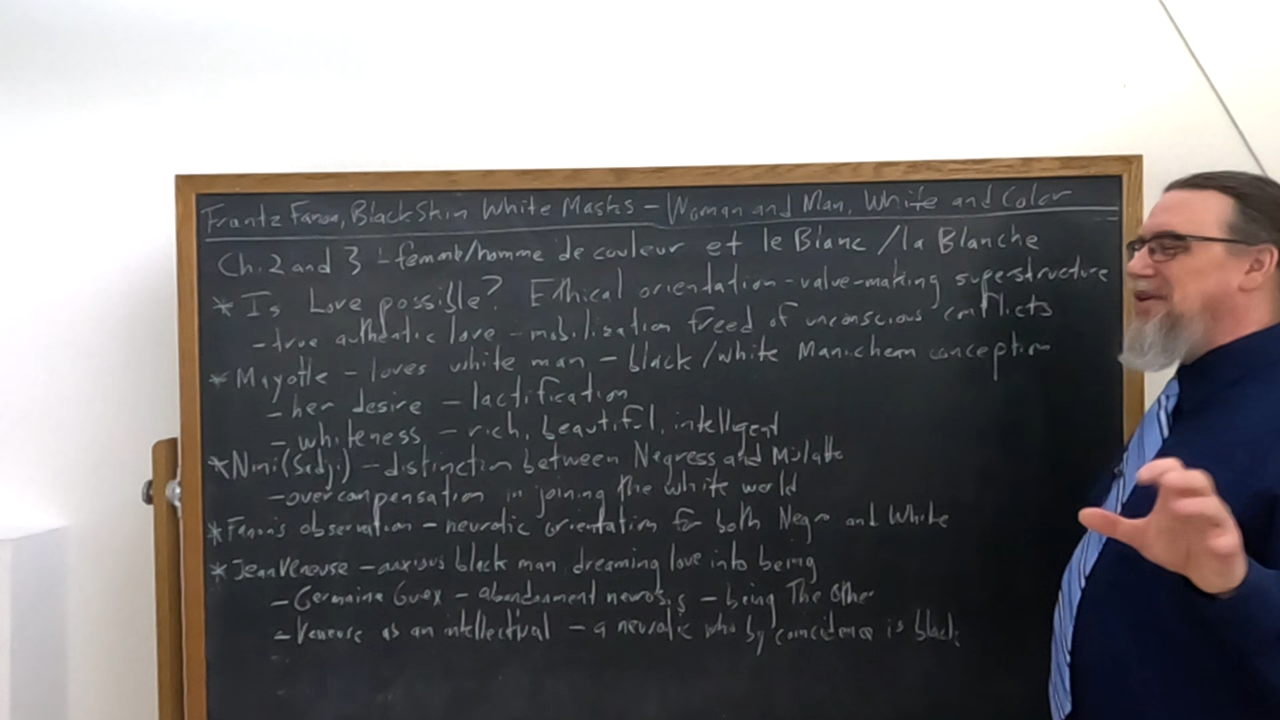 Frantz Fanon, Black Skin White Masks - Woman and Man, White and Color
Ch. 2 and 3 - femme/homme de couleur et le Blanc / la Blanche
* Is Love possible? Ethical orientation - value-making superstructure
- true authentic love - mobilization freed of unconscious conflicts
* Mayotte - loves white man - black/white Manichean conception
- her desire - lactification
- whiteness - rich, beautiful, intelligent
* Nini (Sadji) - distinction between Negress and Mulatto
- overcompensation in joining the white world
* Fanon's observation - neurotic orientation for both Negro and White
* Jean Veneuse - anxious black man dreaming love into being
- Germaine Guex - abandonment neurosis - being The Other
- Veneuse as an intellectual - a neurotic who by coincidence is black